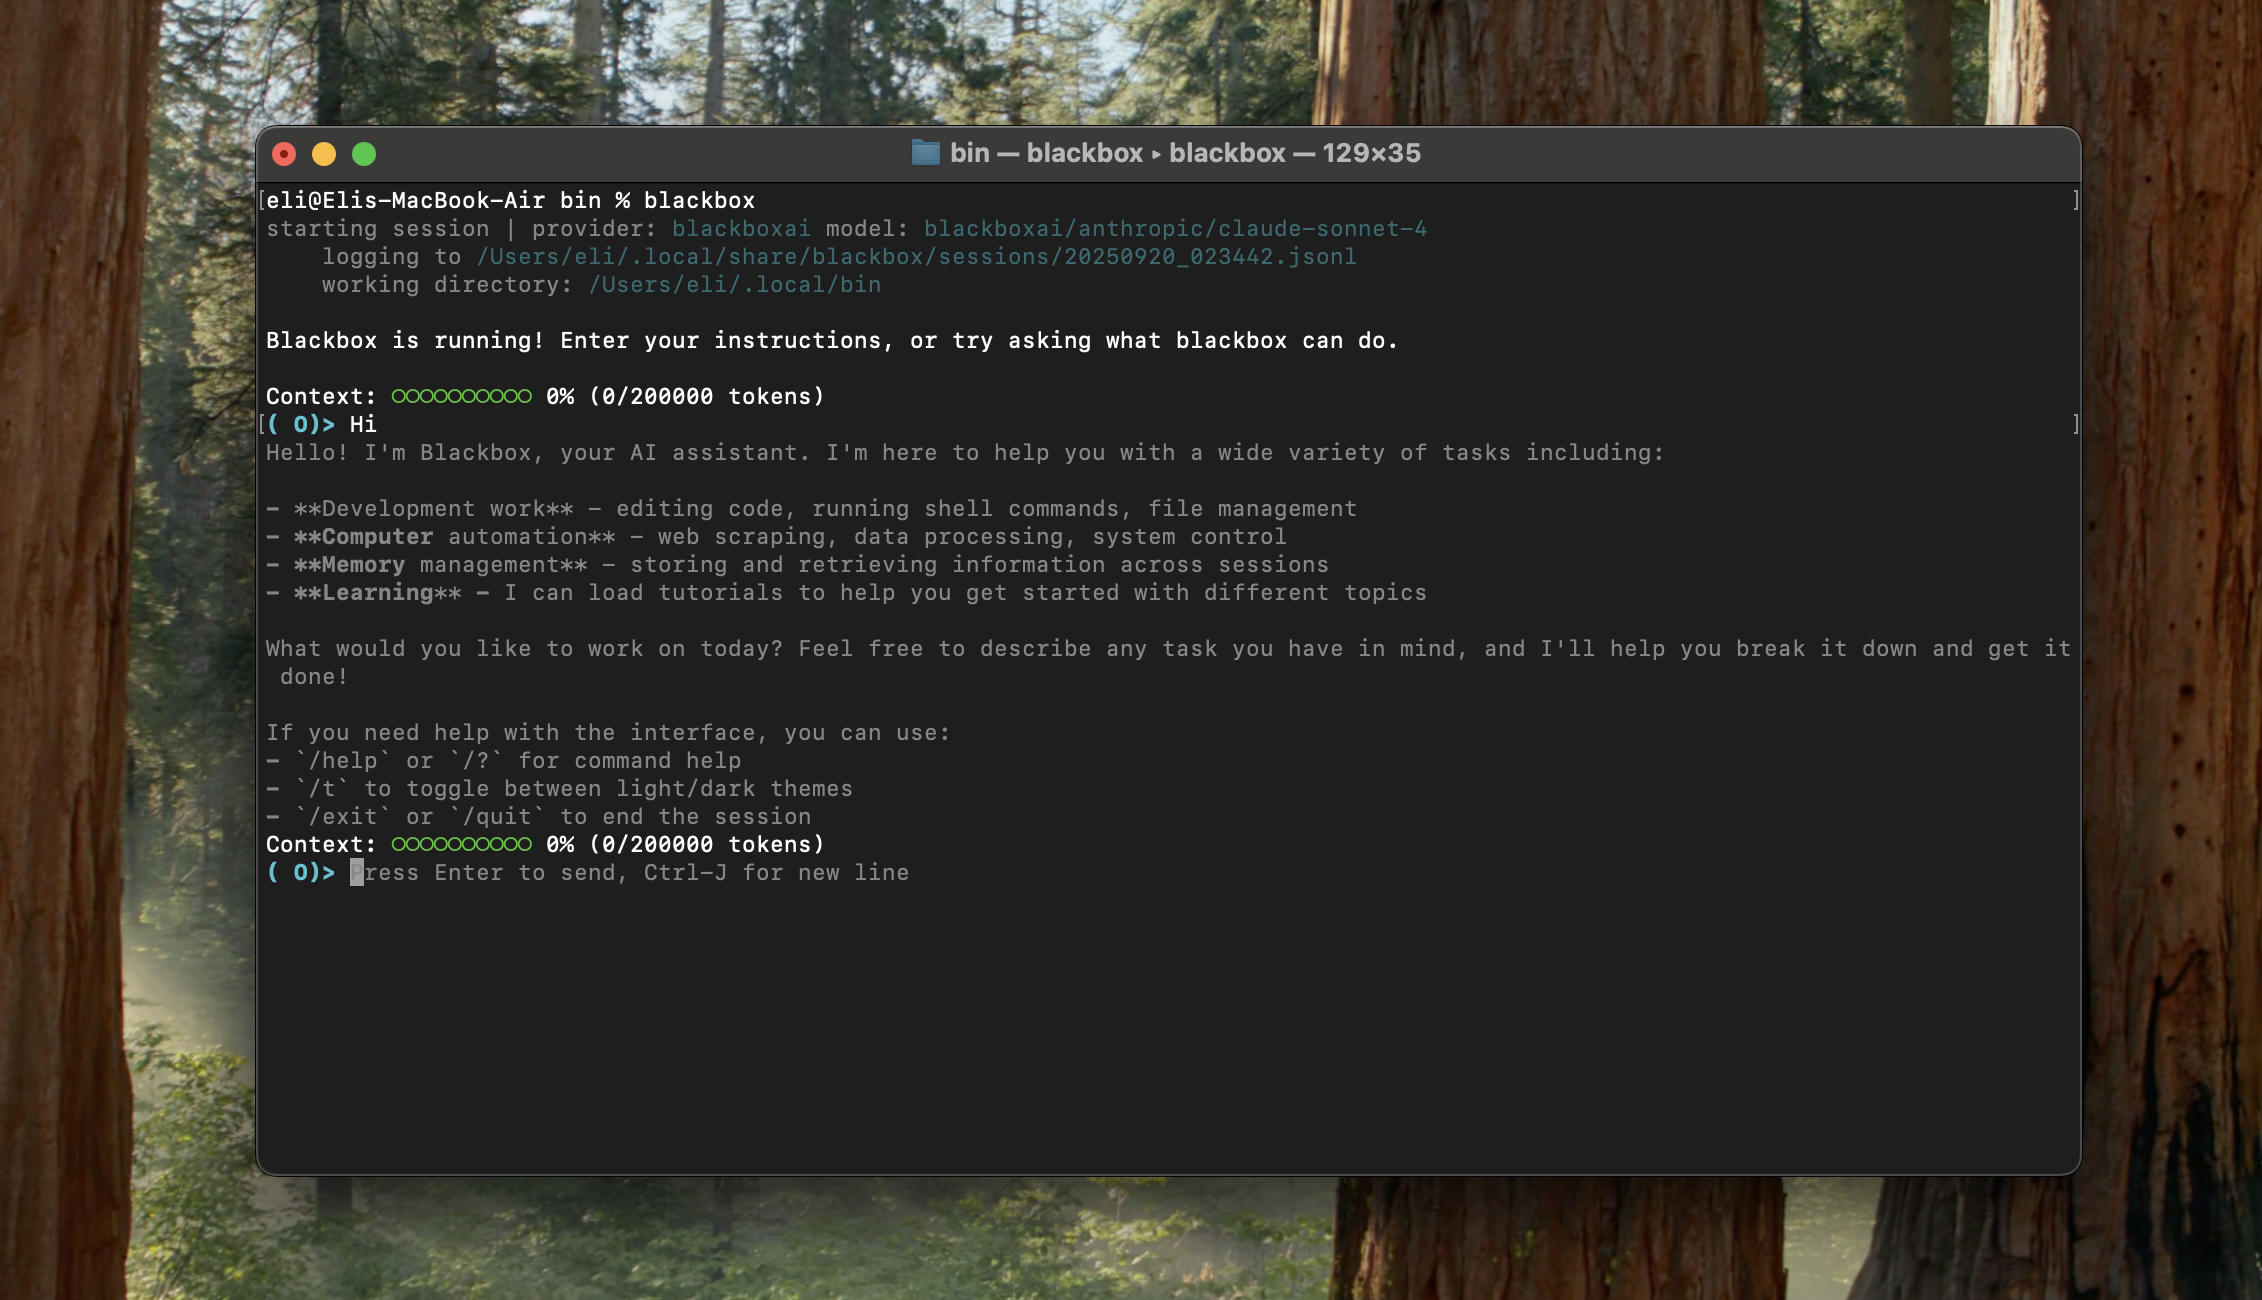 bin — blackbox ▸ blackbox — 129×35
[eli@Elis-MacBook-Air bin % blackbox ]
starting session | provider: blackboxai model: blackboxai/anthropic/claude-sonnet-4
    logging to /Users/eli/.local/share/blackbox/sessions/20250920_023442.jsonl
    working directory: /Users/eli/.local/bin
Blackbox is running! Enter your instructions, or try asking what blackbox can do.
Context: ○○○○○○○○○○ 0% (0/200000 tokens)
[( O)> Hi ]
Hello! I'm Blackbox, your AI assistant. I'm here to help you with a wide variety of tasks including:
- **Development work** - editing code, running shell commands, file management
- **Computer automation** - web scraping, data processing, system control
- **Memory management** - storing and retrieving information across sessions
- **Learning** - I can load tutorials to help you get started with different topics
What would you like to work on today? Feel free to describe any task you have in mind, and I'll help you break it down and get it
 done!
If you need help with the interface, you can use:
- `/help` or `/?` for command help
- `/t` to toggle between light/dark themes
- `/exit` or `/quit` to end the session
Context: ○○○○○○○○○○ 0% (0/200000 tokens)
( O)> Press Enter to send, Ctrl-J for new line